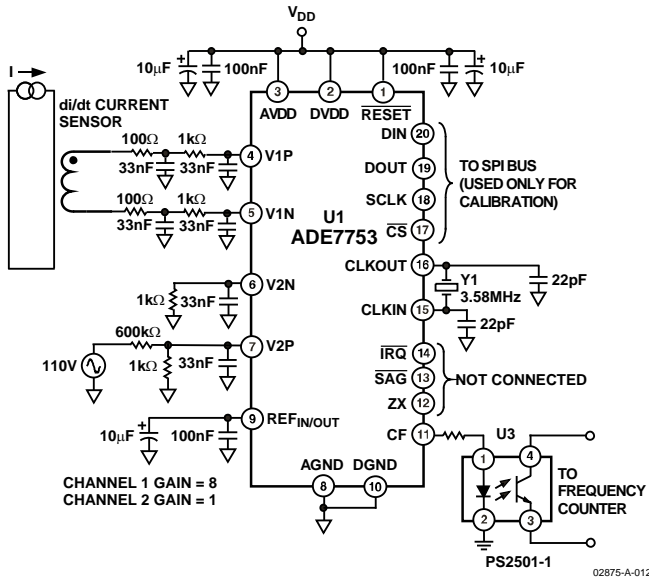 VDD
10μF + 100nF 100nF + 10μF
I
di/dt CURRENT
SENSOR
3 2 1
AVDD DVDD RESET
DIN 20
DOUT 19
SCLK 18
CS 17
TO SPI BUS
(USED ONLY FOR
CALIBRATION)
100Ω 1kΩ
33nF 33nF
4 V1P
100Ω 1kΩ
33nF 33nF
5 V1N
U1
ADE7753
CLKOUT 16
Y1
3.58MHz
22pF
CLKIN 15
22pF
6 V2N
1kΩ 33nF
600kΩ
7 V2P
110V
1kΩ 33nF
IRQ 14
SAG 13
ZX 12
NOT CONNECTED
9 REFIN/OUT
10μF + 100nF
CF 11
U3
1 4
2 3
TO
FREQUENCY
COUNTER
PS2501-1
AGND DGND
8 10
CHANNEL 1 GAIN = 8
CHANNEL 2 GAIN = 1
02875-A-012